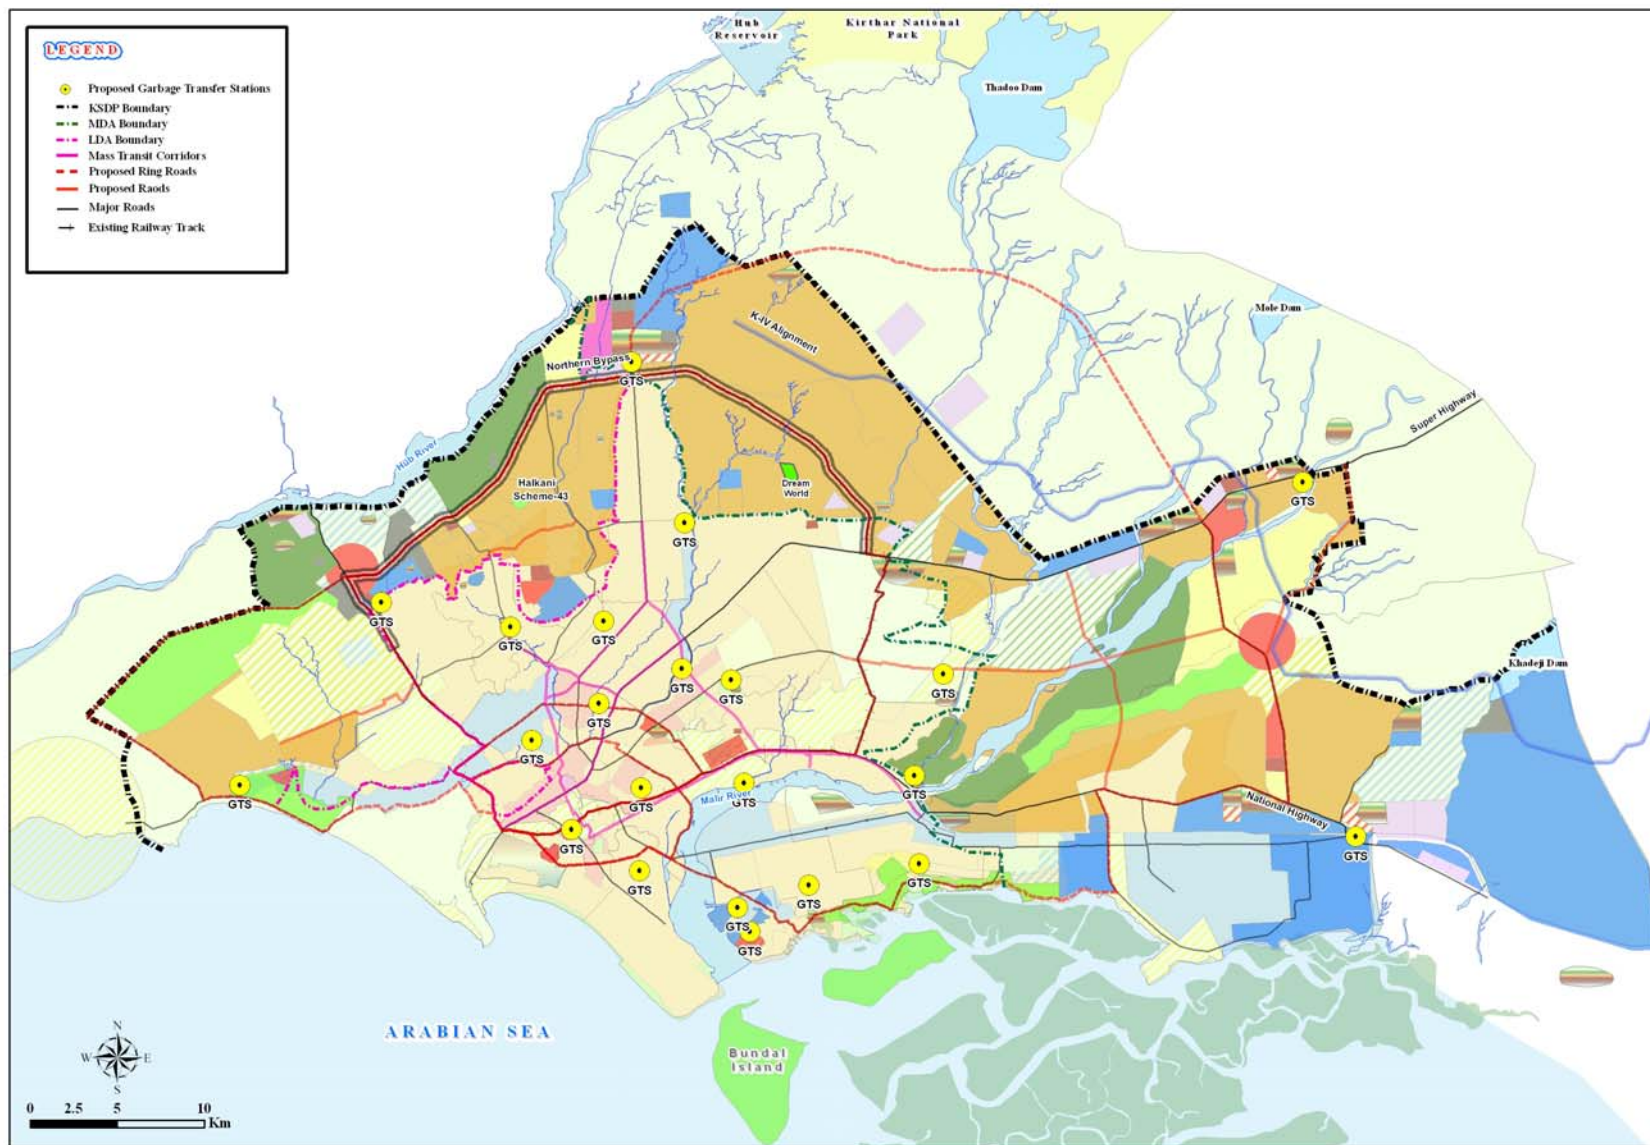 LEGEND
Proposed Garbage Transfer Stations
KSDP Boundary
MDA Boundary
LDA Boundary
Mass Transit Corridors
Proposed Ring Roads
Proposed Raods
Major Roads
Existing Railway Track
Hub
Reservoir
Kirthar National
Park
Thadoo Dam
Mole Dam
K-IV Alignment
Northern Bypass
GTS
Super Highway
Hub River
Halkani
Scheme-43
Dream
World
GTS
GTS
GTS
GTS
GTS
GTS
GTS
GTS
Khadeji Dam
GTS
GTS
GTS
GTS
Malir River
GTS
GTS
National Highway
GTS
GTS
GTS
GTS
GTS
GTS
GTS
ARABIAN SEA
Bundal
Island
N
W
E
S
0
2.5
5
10
Km